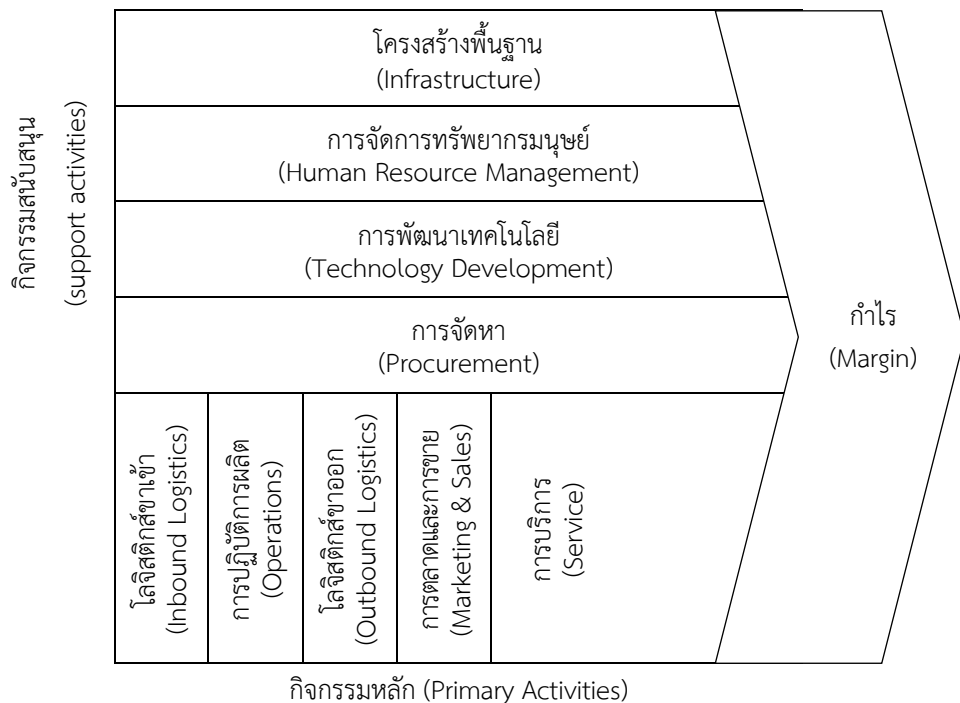 กิจกรรมสนับสนุน
(support activities)
โครงสร้างพื้นฐาน
(Infrastructure)
การจัดการทรัพยากรมนุษย์
(Human Resource Management)
การพัฒนาเทคโนโลยี
(Technology Development)
การจัดหา
(Procurement)
โลจิสติกส์ขาเข้า
(Inbound Logistics)
การปฏิบัติการผลิต
(Operations)
โลจิสติกส์ขาออก
(Outbound Logistics)
การตลาดและการขาย
(Marketing & Sales)
การบริการ
(Service)
กำไร
(Margin)
กิจกรรมหลัก (Primary Activities)